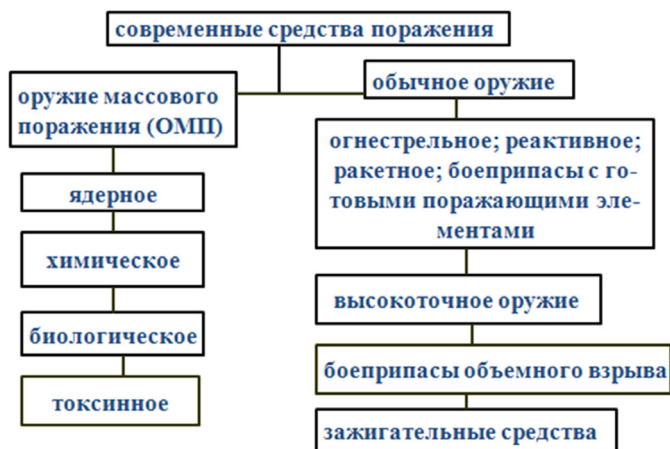 современные средства поражения
оружие массового
поражения (ОМП)
ядерное
химическое
биологическое
токсинное
обычное оружие
огнестрельное; реактивное;
ракетное; боеприпасы с го-
товыми поражающими эле-
ментами
высокоточное оружие
боеприпасы объемного взрыва
зажигательные средства